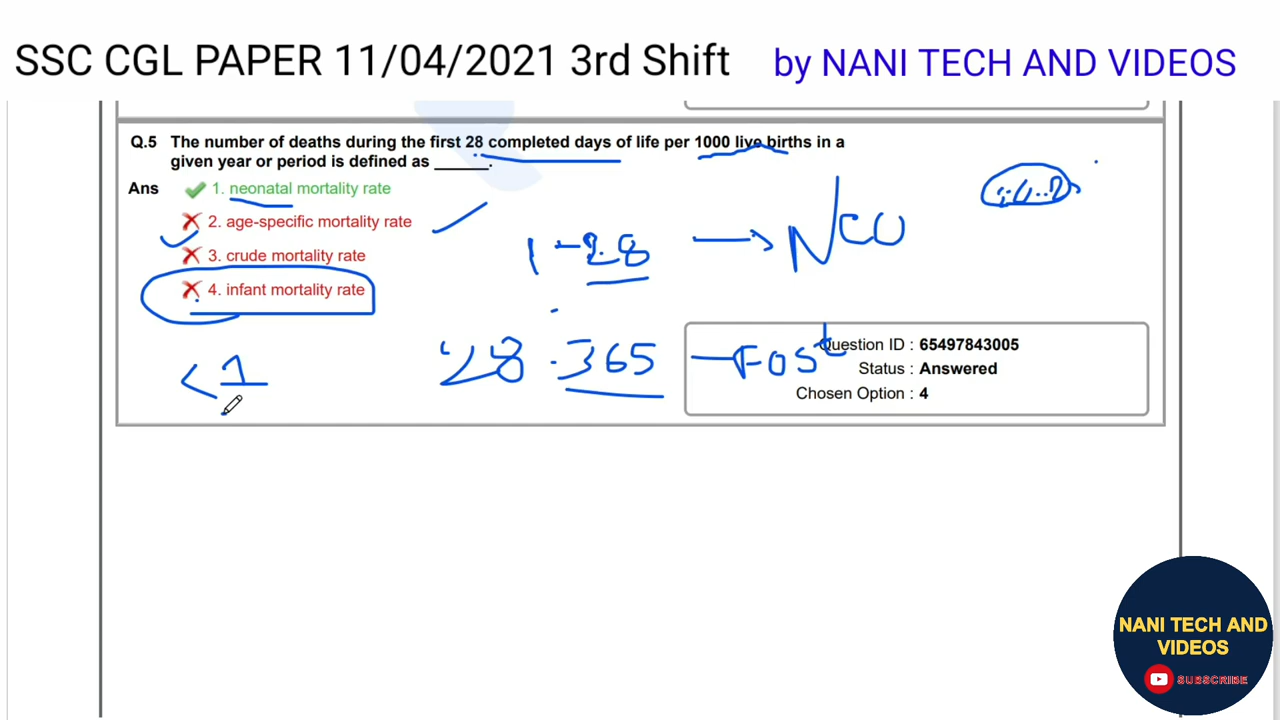 SSC CGL PAPER 11/04/2021 3rd Shift by NANI TECH AND VIDEOS
Q.5 The number of deaths during the first 28 completed days of life per 1000 live births in a
given year or period is defined as ______.
Ans 1. neonatal mortality rate
2. age-specific mortality rate
3. crude mortality rate
4. infant mortality rate
1-28 → Neo
28 - 365 - Fost
< 1
Question ID : 65497843005
Status : Answered
Chosen Option : 4
NANI TECH AND
VIDEOS
SUBSCRIBE